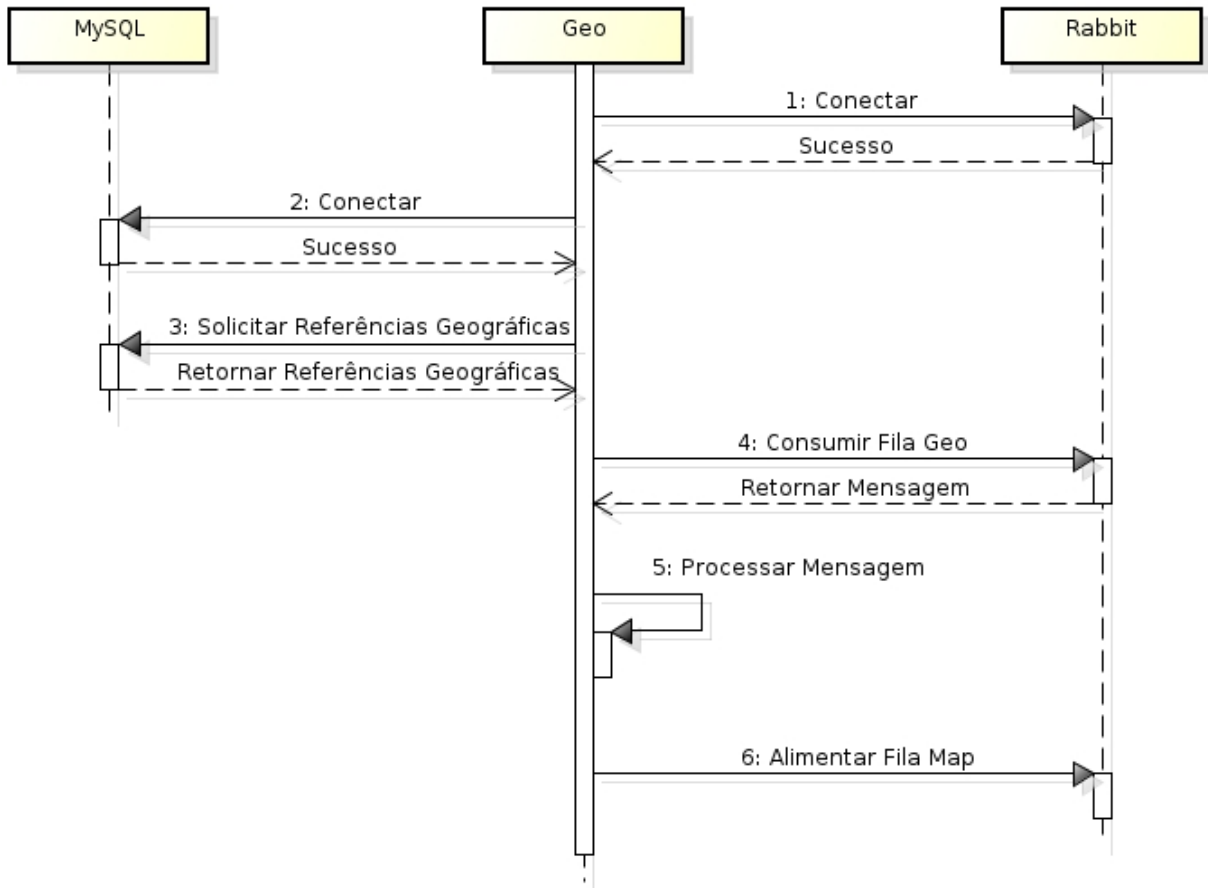 MySQL
Geo
Rabbit
1: Conectar
Sucesso
2: Conectar
Sucesso
3: Solicitar Referências Geográficas
Retornar Referências Geográficas
4: Consumir Fila Geo
Retornar Mensagem
5: Processar Mensagem
6: Alimentar Fila Map